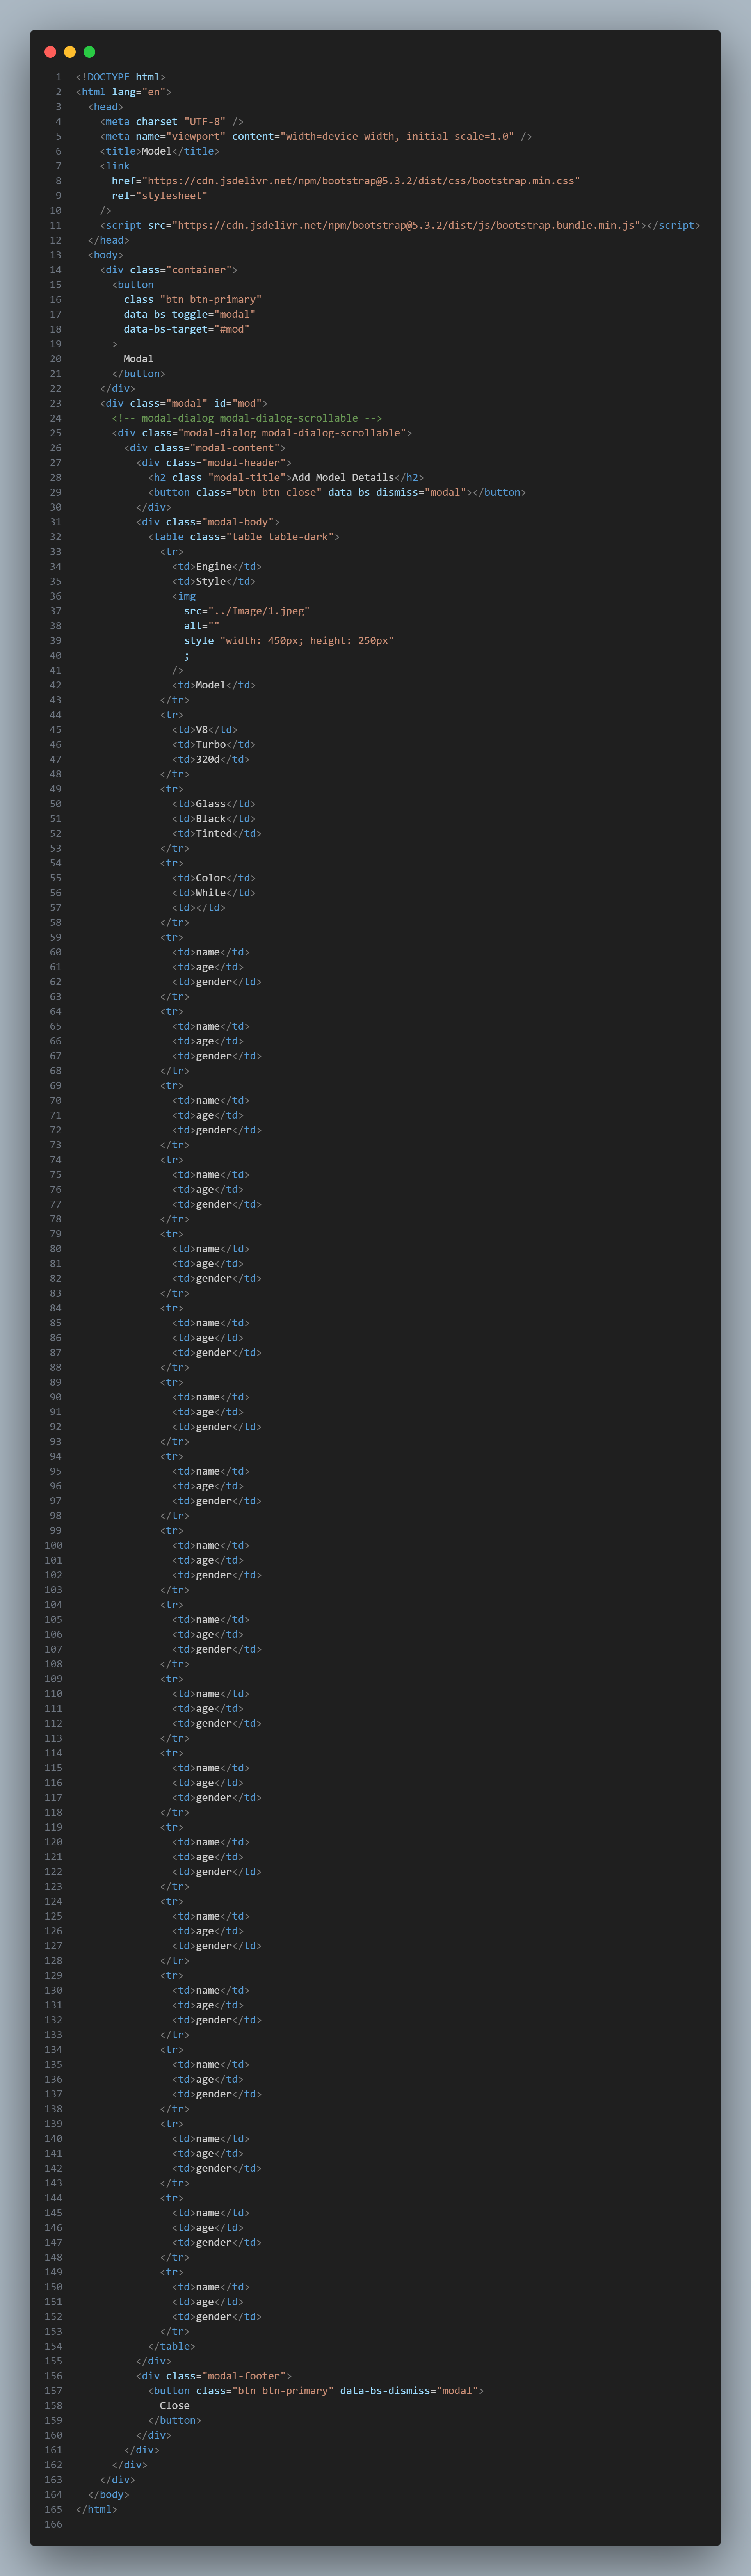 1 <!DOCTYPE html>
2 <html lang="en">
3   <head>
4     <meta charset="UTF-8" />
5     <meta name="viewport" content="width=device-width, initial-scale=1.0" />
6     <title>Model</title>
7     <link
8       href="https://cdn.jsdelivr.net/npm/bootstrap@5.3.2/dist/css/bootstrap.min.css"
9       rel="stylesheet"
10     />
11     <script src="https://cdn.jsdelivr.net/npm/bootstrap@5.3.2/dist/js/bootstrap.bundle.min.js"></script>
12   </head>
13   <body>
14     <div class="container">
15       <button
16         class="btn btn-primary"
17         data-bs-toggle="modal"
18         data-bs-target="#mod"
19       >
20         Modal
21       </button>
22     </div>
23     <div class="modal" id="mod">
24       <!-- modal-dialog modal-dialog-scrollable -->
25       <div class="modal-dialog modal-dialog-scrollable">
26         <div class="modal-content">
27           <div class="modal-header">
28             <h2 class="modal-title">Add Model Details</h2>
29             <button class="btn btn-close" data-bs-dismiss="modal"></button>
30           </div>
31           <div class="modal-body">
32             <table class="table table-dark">
33               <tr>
34                 <td>Engine</td>
35                 <td>Style</td>
36                 <img
37                   src="../Image/1.jpeg"
38                   alt=""
39                   style="width: 450px; height: 250px"
40                   ;
41                 />
42                 <td>Model</td>
43               </tr>
44               <tr>
45                 <td>V8</td>
46                 <td>Turbo</td>
47                 <td>320d</td>
48               </tr>
49               <tr>
50                 <td>Glass</td>
51                 <td>Black</td>
52                 <td>Tinted</td>
53               </tr>
54               <tr>
55                 <td>Color</td>
56                 <td>White</td>
57                 <td></td>
58               </tr>
59               <tr>
60                 <td>name</td>
61                 <td>age</td>
62                 <td>gender</td>
63               </tr>
64               <tr>
65                 <td>name</td>
66                 <td>age</td>
67                 <td>gender</td>
68               </tr>
69               <tr>
70                 <td>name</td>
71                 <td>age</td>
72                 <td>gender</td>
73               </tr>
74               <tr>
75                 <td>name</td>
76                 <td>age</td>
77                 <td>gender</td>
78               </tr>
79               <tr>
80                 <td>name</td>
81                 <td>age</td>
82                 <td>gender</td>
83               </tr>
84               <tr>
85                 <td>name</td>
86                 <td>age</td>
87                 <td>gender</td>
88               </tr>
89               <tr>
90                 <td>name</td>
91                 <td>age</td>
92                 <td>gender</td>
93               </tr>
94               <tr>
95                 <td>name</td>
96                 <td>age</td>
97                 <td>gender</td>
98               </tr>
99               <tr>
100                 <td>name</td>
101                 <td>age</td>
102                 <td>gender</td>
103               </tr>
104               <tr>
105                 <td>name</td>
106                 <td>age</td>
107                 <td>gender</td>
108               </tr>
109               <tr>
110                 <td>name</td>
111                 <td>age</td>
112                 <td>gender</td>
113               </tr>
114               <tr>
115                 <td>name</td>
116                 <td>age</td>
117                 <td>gender</td>
118               </tr>
119               <tr>
120                 <td>name</td>
121                 <td>age</td>
122                 <td>gender</td>
123               </tr>
124               <tr>
125                 <td>name</td>
126                 <td>age</td>
127                 <td>gender</td>
128               </tr>
129               <tr>
130                 <td>name</td>
131                 <td>age</td>
132                 <td>gender</td>
133               </tr>
134               <tr>
135                 <td>name</td>
136                 <td>age</td>
137                 <td>gender</td>
138               </tr>
139               <tr>
140                 <td>name</td>
141                 <td>age</td>
142                 <td>gender</td>
143               </tr>
144               <tr>
145                 <td>name</td>
146                 <td>age</td>
147                 <td>gender</td>
148               </tr>
149               <tr>
150                 <td>name</td>
151                 <td>age</td>
152                 <td>gender</td>
153               </tr>
154             </table>
155           </div>
156           <div class="modal-footer">
157             <button class="btn btn-primary" data-bs-dismiss="modal">
158               Close
159             </button>
160           </div>
161         </div>
162       </div>
163     </div>
164   </body>
165 </html>
166